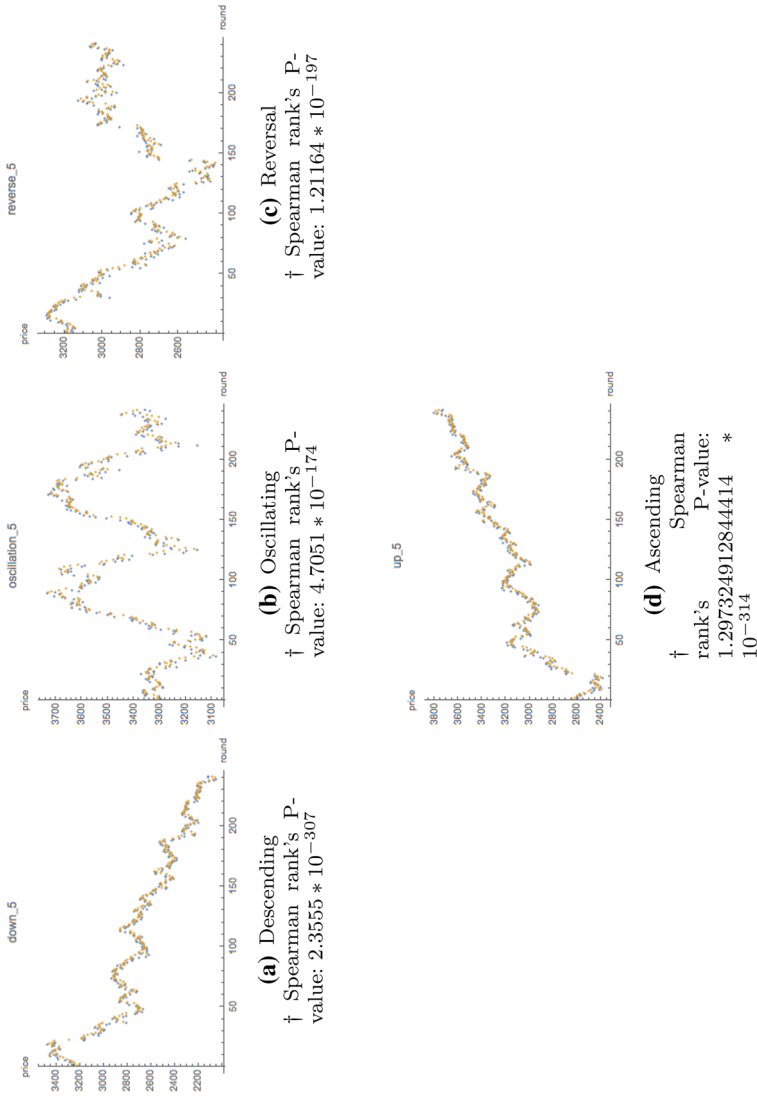 down_5
price
3400
3200
3000
2800
2600
2400
2200
50
100
150
200
round
(a) Descending
† Spearman rank's P-
value: 2.3555 ∗ 10−307
oscillation_5
price
3700
3600
3500
3400
3300
3200
3100
50
100
150
200
round
(b) Oscillating
† Spearman rank's P-
value: 4.7051 ∗ 10−174
reverse_5
price
3200
3000
2800
2600
50
100
150
200
round
(c) Reversal
† Spearman rank's P-
value: 1.21164 ∗ 10−197
up_5
price
3800
3600
3400
3200
3000
2800
2600
2400
50
100
150
200
round
(d) Ascending
† Spearman
rank's P-value:
1.2973249128444​14 ∗
10−314